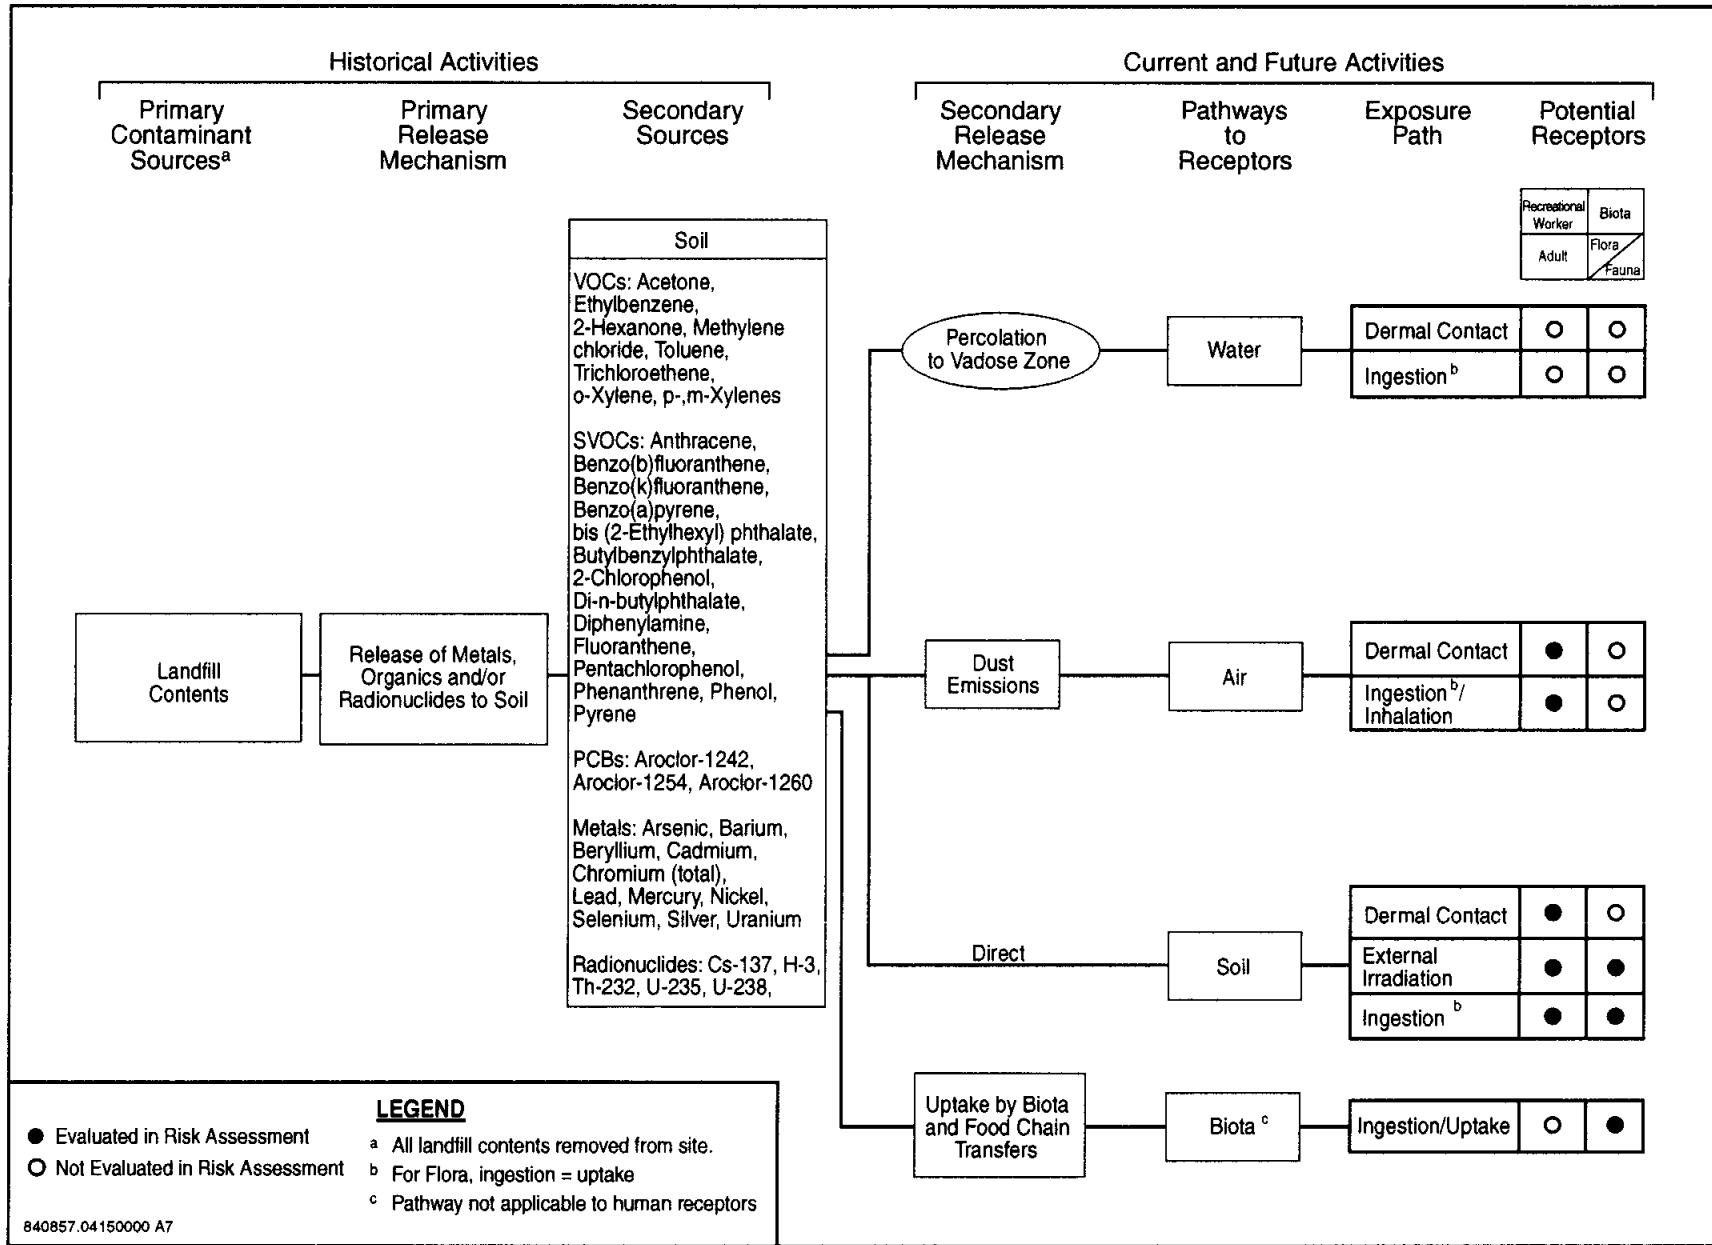 Historical Activities
Current and Future Activities
Primary
Contaminant
Sourcesᵃ
Primary
Release
Mechanism
Secondary
Sources
Secondary
Release
Mechanism
Pathways
to
Receptors
Exposure
Path
Potential
Receptors
Recreational
Worker
Biota
Adult
Flora
Fauna
Soil
VOCs: Acetone,
Ethylbenzene,
2-Hexanone, Methylene
chloride, Toluene,
Trichloroethene,
o-Xylene, p-,m-Xylenes
SVOCs: Anthracene,
Benzo(b)fluoranthene,
Benzo(k)fluoranthene,
Benzo(a)pyrene,
bis (2-Ethylhexyl) phthalate,
Butylbenzylphthalate,
2-Chlorophenol,
Di-n-butylphthalate,
Diphenylamine,
Fluoranthene,
Pentachlorophenol,
Phenanthrene, Phenol,
Pyrene
PCBs: Aroclor-1242,
Aroclor-1254, Aroclor-1260
Metals: Arsenic, Barium,
Beryllium, Cadmium,
Chromium (total),
Lead, Mercury, Nickel,
Selenium, Silver, Uranium
Radionuclides: Cs-137, H-3,
Th-232, U-235, U-238,
Landfill
Contents
Release of Metals,
Organics and/or
Radionuclides to Soil
Percolation
to Vadose Zone
Water
Dermal Contact
Ingestion ᵇ
Dust
Emissions
Air
Dermal Contact
Ingestion ᵇ/
Inhalation
Direct
Soil
Dermal Contact
External
Irradiation
Ingestion ᵇ
Uptake by Biota
and Food Chain
Transfers
Biota ᶜ
Ingestion/Uptake
LEGEND
● Evaluated in Risk Assessment
○ Not Evaluated in Risk Assessment
ᵃ All landfill contents removed from site.
ᵇ For Flora, ingestion = uptake
ᶜ Pathway not applicable to human receptors
840857.04150000 A7